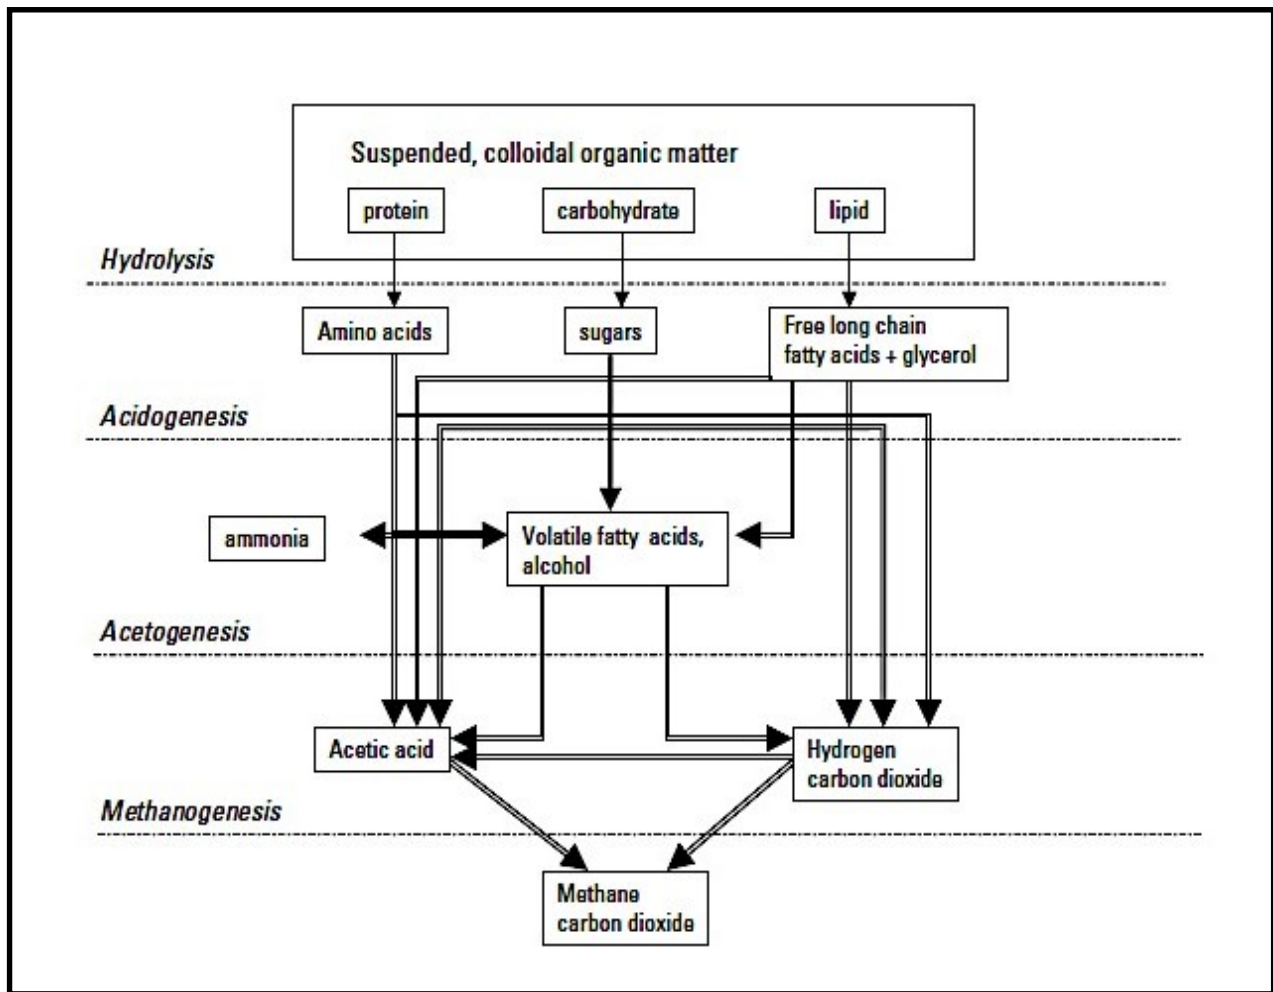 Suspended, colloidal organic matter
protein
carbohydrate
lipid
Hydrolysis
Amino acids
sugars
Free long chain
fatty acids + glycerol
Acidogenesis
ammonia
Volatile fatty acids,
alcohol
Acetogenesis
Acetic acid
Hydrogen
carbon dioxide
Methanogenesis
Methane
carbon dioxide